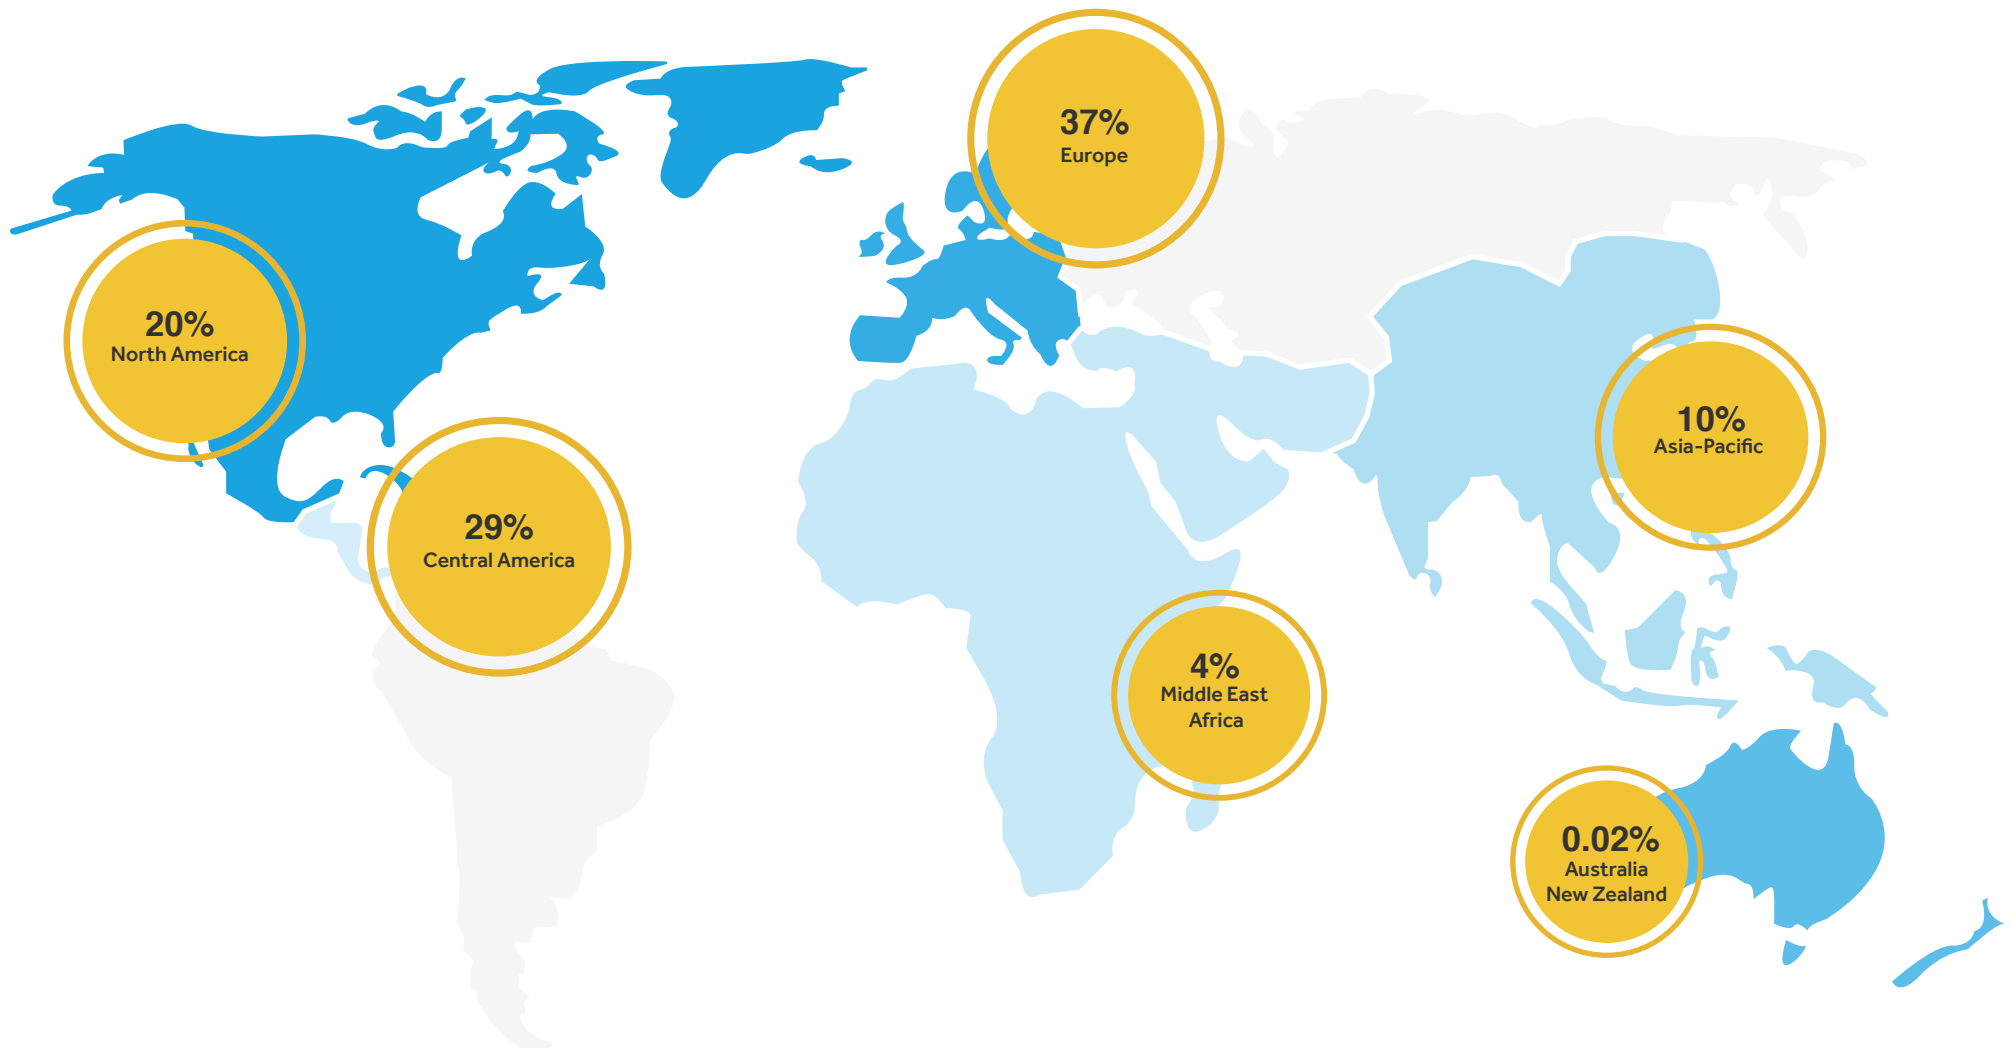 37%
Europe
20%
North America
10%
Asia-Pacific
29%
Central America
4%
Middle East
Africa
0.02%
Australia
New Zealand